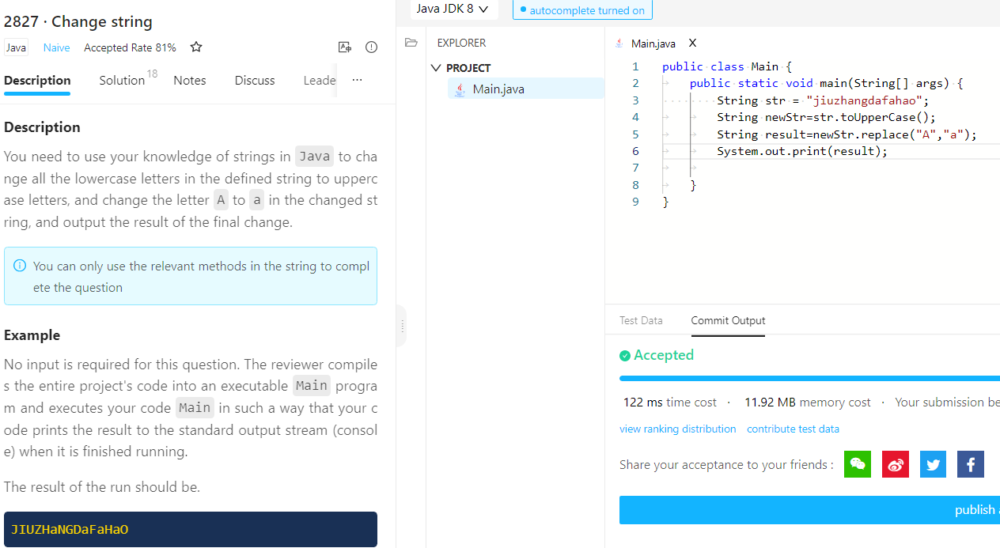 2827 · Change string
Java Naive Accepted Rate 81%
Description Solution 18 Notes Discuss Leade ···
Description
You need to use your knowledge of strings in Java to cha
nge all the lowercase letters in the defined string to upperc
ase letters, and change the letter A to a in the changed st
ring, and output the result of the final change.
You can only use the relevant methods in the string to compl
ete the question
Example
No input is required for this question. The reviewer compile
s the entire project's code into an executable Main progra
m and executes your code Main in such a way that your c
ode prints the result to the standard output stream (consol
e) when it is finished running.
The result of the run should be.
JIUZHaNGDaFaHaO
Java JDK 8
autocomplete turned on
EXPLORER
PROJECT
Main.java
Main.java X
1 public class Main {
2 public static void main(String[] args) {
3 String str = "jiuzhangdafahao";
4 String newStr=str.toUpperCase();
5 String result=newStr.replace("A","a");
6 System.out.print(result);
7
8 }
9 }
Test Data Commit Output
Accepted
122 ms time cost · 11.92 MB memory cost · Your submission be
view ranking distribution contribute test data
Share your acceptance to your friends :
publish